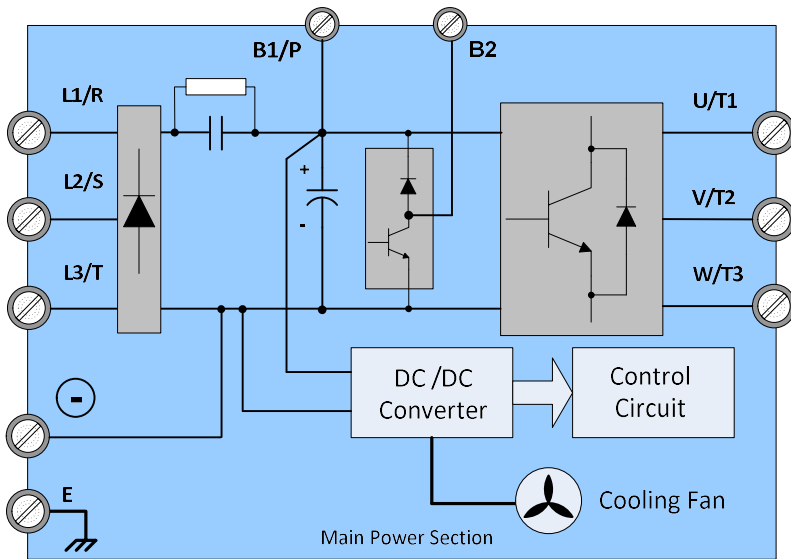 B1/P
B2
L1/R
U/T1
L2/S
+
V/T2
-
L3/T
W/T3
DC /DC
Converter
Control
Circuit
-
E
Cooling Fan
Main Power Section